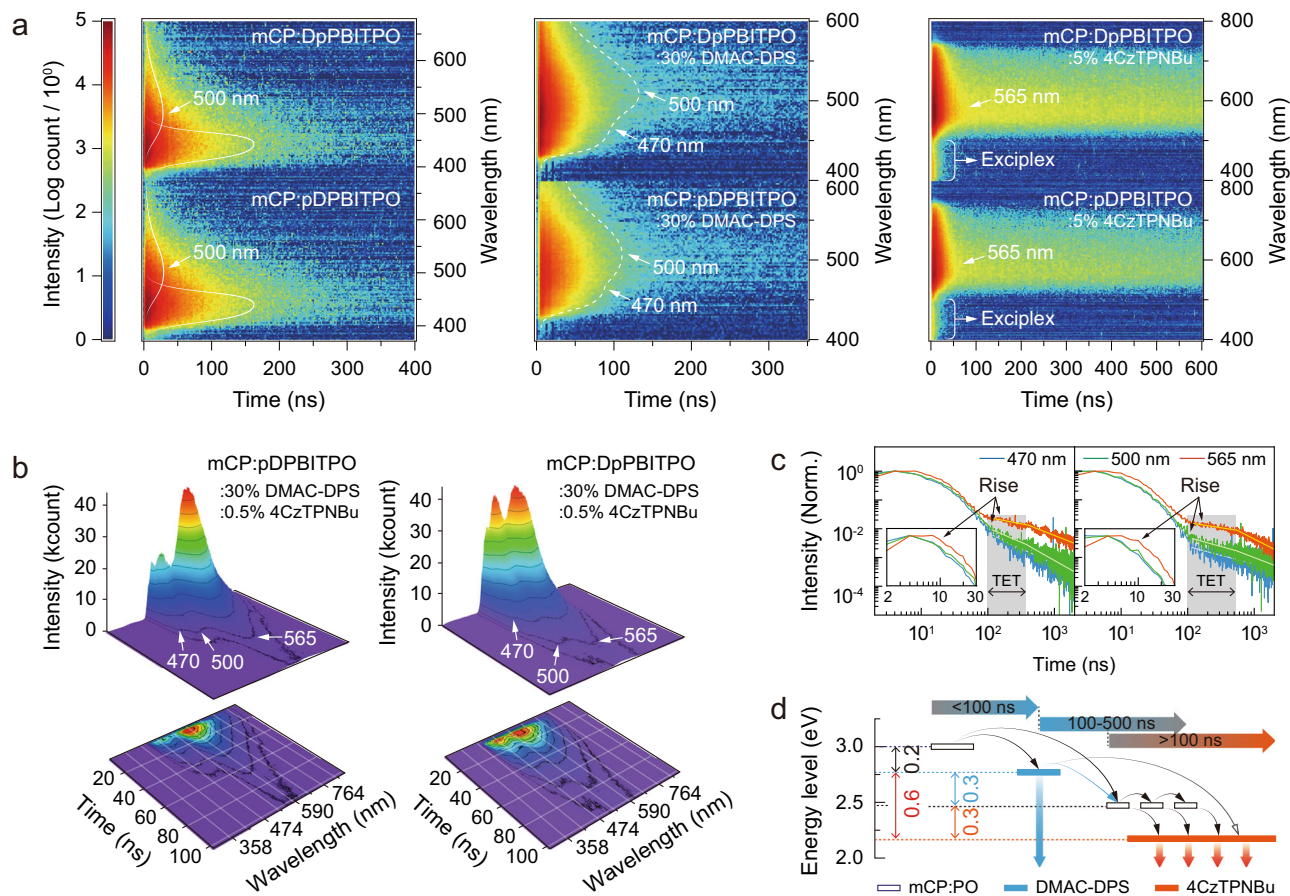 a
Intensity (Log count / 10⁰)
5
4
3
2
1
0
mCP:DpPBITPO
500 nm
mCP:pDPBITPO
500 nm
600
500
400
600
500
400
Wavelength (nm)
0 100 200 300 400
Time (ns)
mCP:DpPBITPO
:30% DMAC-DPS
500 nm
470 nm
mCP:pDPBITPO
:30% DMAC-DPS
500 nm
470 nm
600
500
400
600
500
400
Wavelength (nm)
0 100 200 300
Time (ns)
mCP:DpPBITPO
:5% 4CzTPNBu
565 nm
Exciplex
mCP:pDPBITPO
:5% 4CzTPNBu
565 nm
Exciplex
800
600
400
800
600
400
Wavelength (nm)
0 100 200 300 400 500 600
Time (ns)
b
mCP:pDPBITPO
:30% DMAC-DPS
:0.5% 4CzTPNBu
Intensity (kcount)
40
30
20
10
0
470
500
565
20
40
60
80
100
Time (ns)
358
474
590
764
Wavelength (nm)
mCP:DpPBITPO
:30% DMAC-DPS
:0.5% 4CzTPNBu
Intensity (kcount)
40
30
20
10
0
470
500
565
20
40
60
80
100
Time (ns)
358
474
590
764
Wavelength (nm)
c
Intensity (Norm.)
10⁰
10⁻²
10⁻⁴
470 nm 500 nm 565 nm
Rise
Rise
TET
TET
2 10 30
2 10 30
10¹ 10² 10³ 10¹ 10² 10³
Time (ns)
d
Energy level (eV)
3.0
2.5
2.0
<100 ns
100-500 ns
>100 ns
0.2
0.6
0.3
0.3
mCP:PO DMAC-DPS 4CzTPNBu